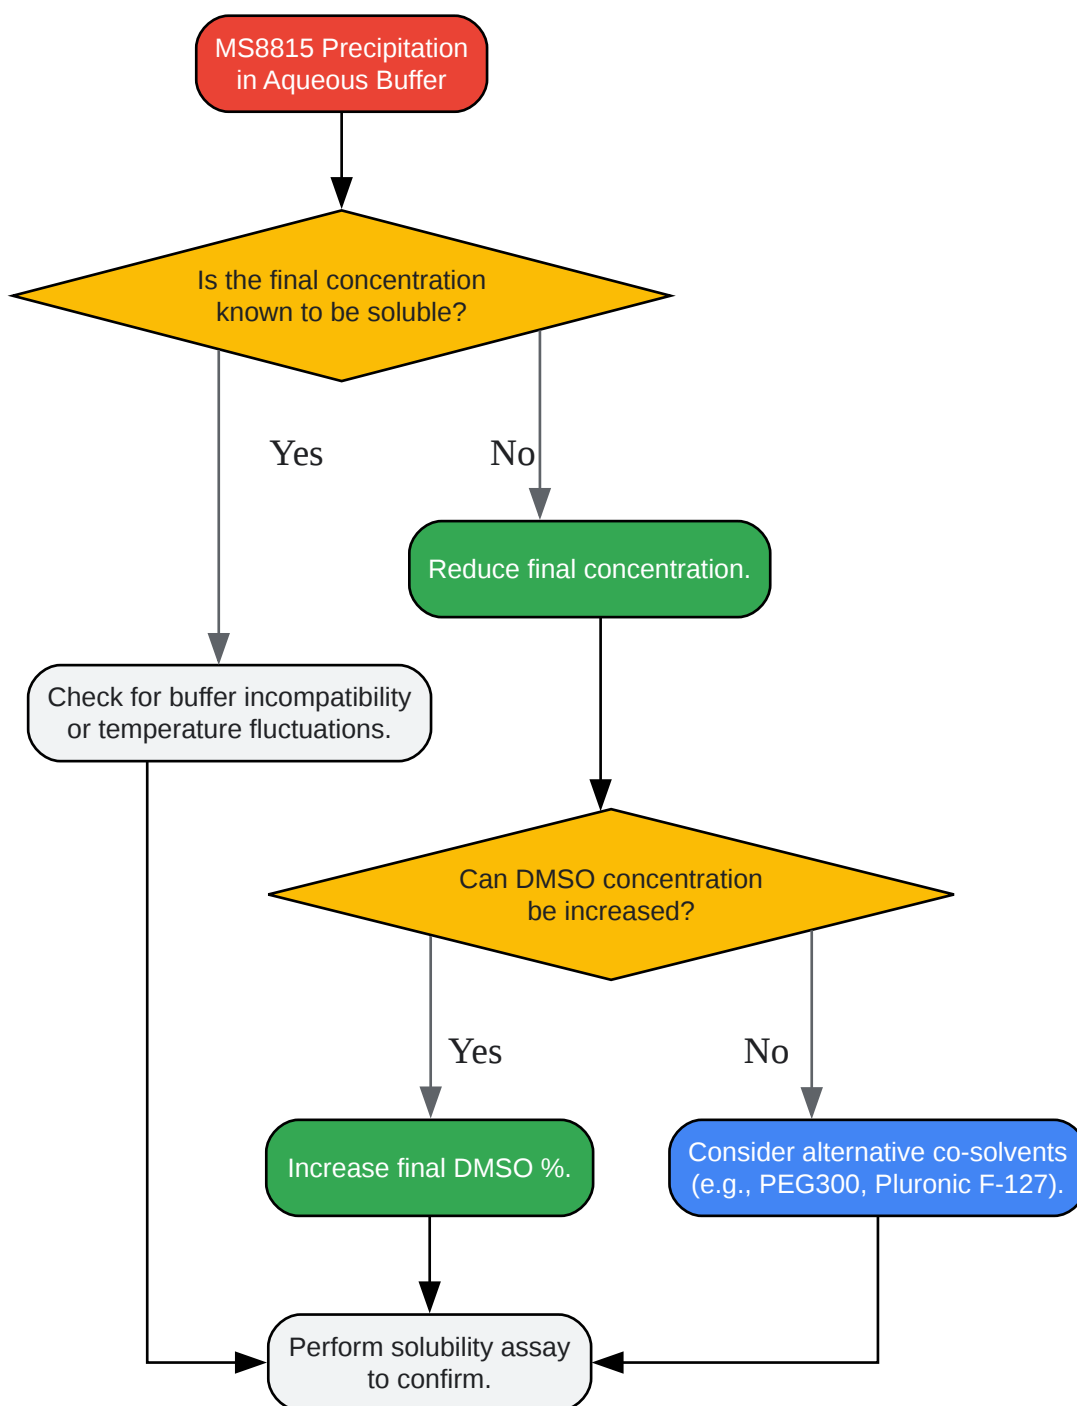 MS8815 Precipitation
in Aqueous Buffer
Is the final concentration
known to be soluble?
Yes
No
Reduce final concentration.
Check for buffer incompatibility
or temperature fluctuations.
Can DMSO concentration
be increased?
Yes
No
Increase final DMSO %.
Consider alternative co-solvents
(e.g., PEG300, Pluronic F-127).
Perform solubility assay
to confirm.